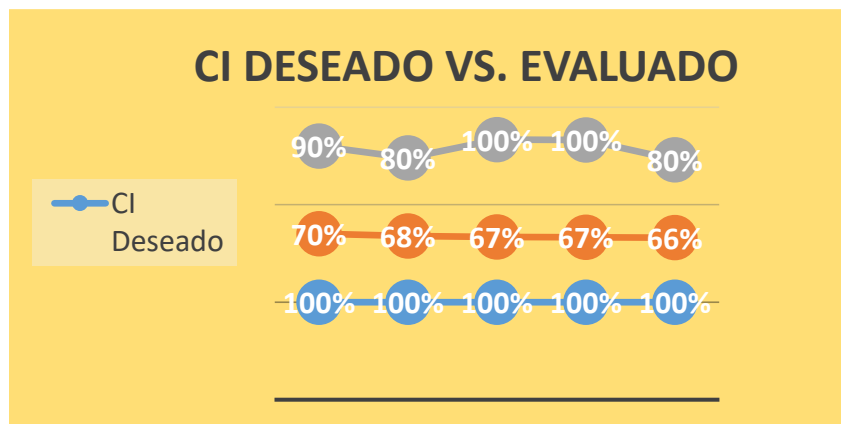 CI DESEADO VS. EVALUADO
90% 80% 100% 100% 80%
CI
Deseado
70% 68% 67% 67% 66%
100% 100% 100% 100% 100%